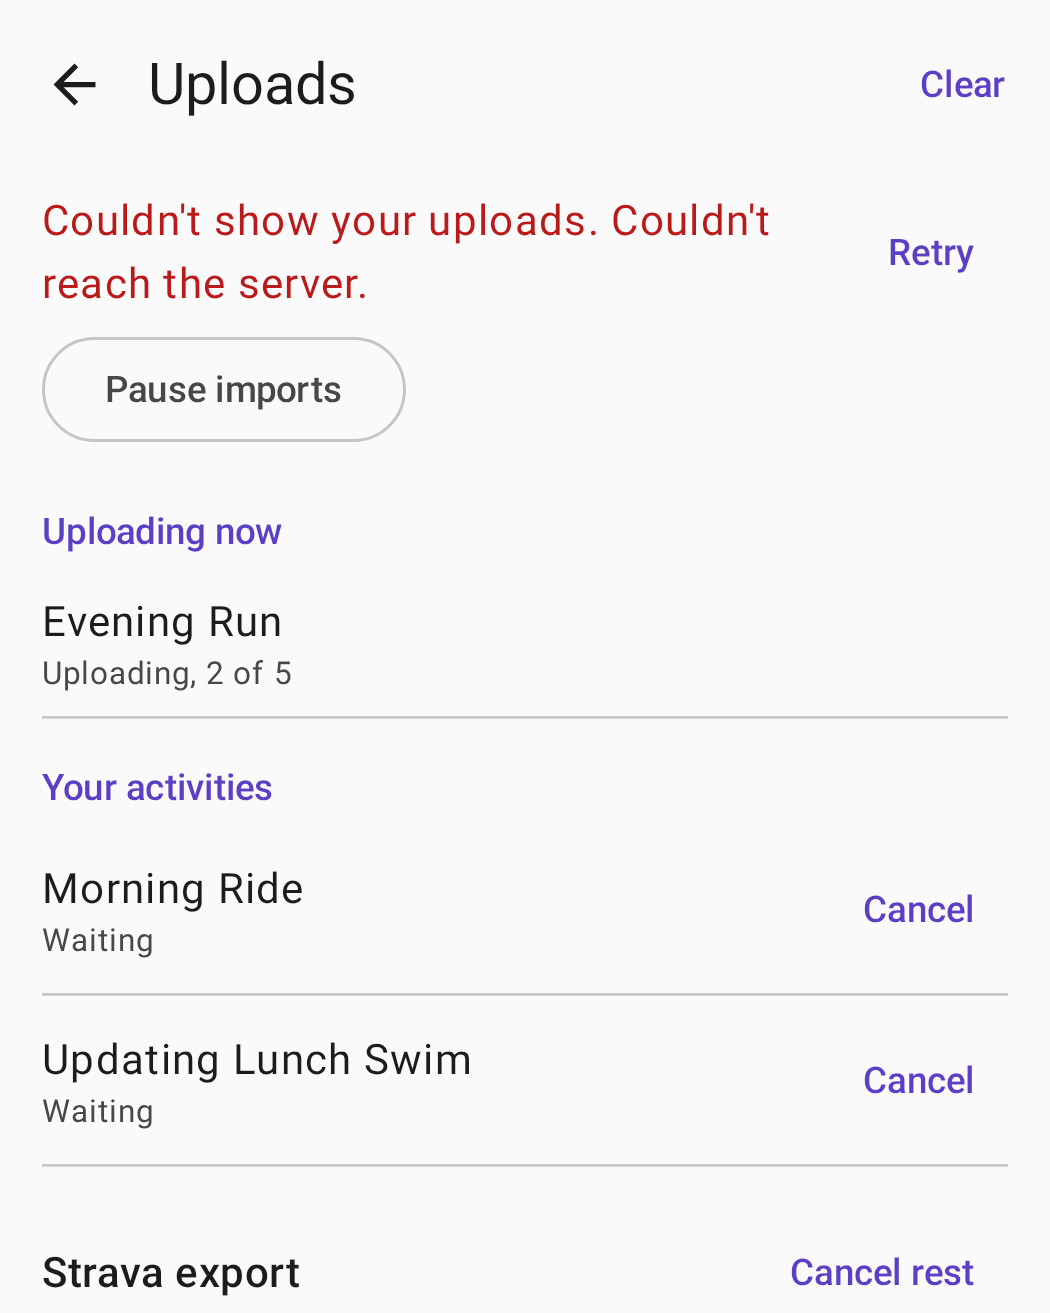 Uploads
Clear
Couldn't show your uploads. Couldn't
reach the server.
Retry
Pause imports
Uploading now
Evening Run
Uploading, 2 of 5
Your activities
Morning Ride
Waiting
Cancel
Updating Lunch Swim
Waiting
Cancel
Strava export
Cancel rest